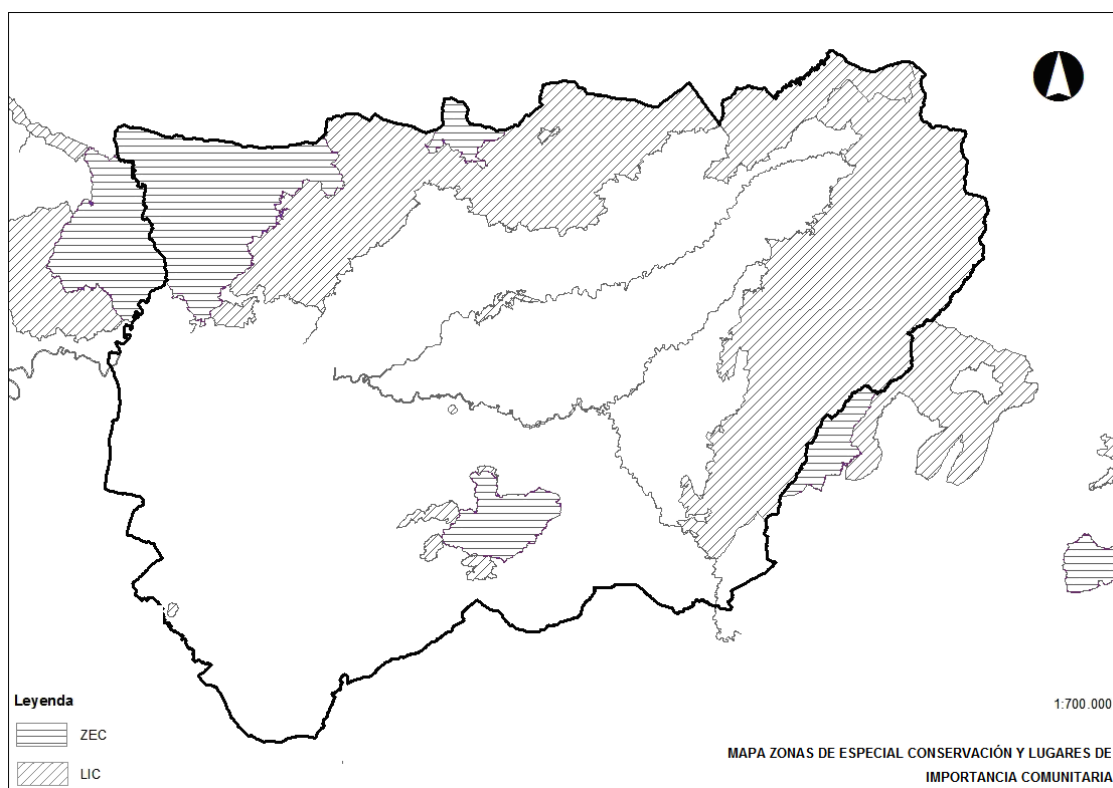 Leyenda
ZEC
LIC
1:700.000
MAPA ZONAS DE ESPECIAL CONSERVACIÓN Y LUGARES DE
IMPORTANCIA COMUNITARIA